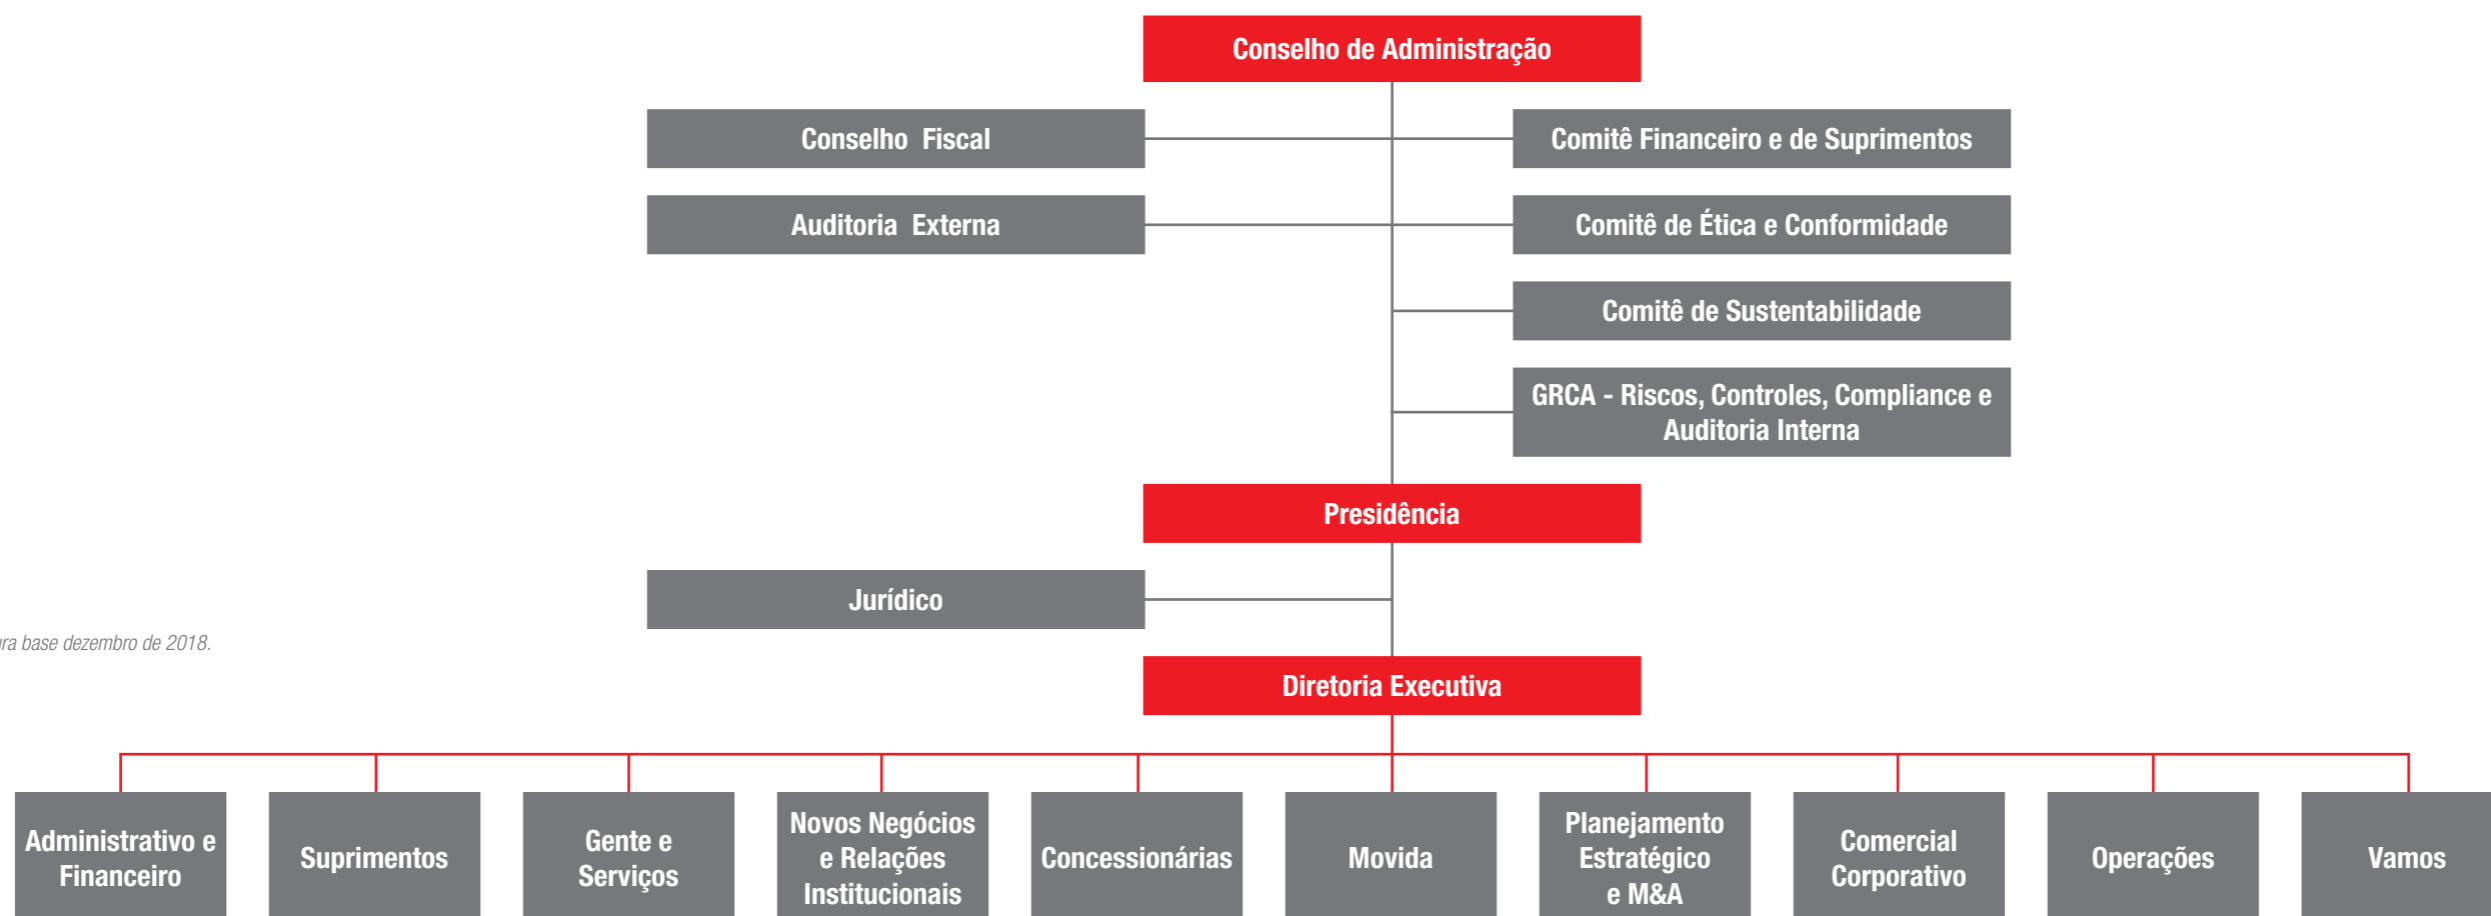 Conselho de Administração
Conselho Fiscal
Comitê Financeiro e de Suprimentos
Auditoria Externa
Comitê de Ética e Conformidade
Comitê de Sustentabilidade
GRCA - Riscos, Controles, Compliance e
Auditoria Interna
Presidência
Jurídico
base dezembro de 2018.
Diretoria Executiva
Administrativo e
Financeiro
Suprimentos
Gente e
Serviços
Novos Negócios
e Relações
Institucionais
Concessionárias
Movida
Planejamento
Estratégico
e M&A
Comercial
Corporativo
Operações
Vamos